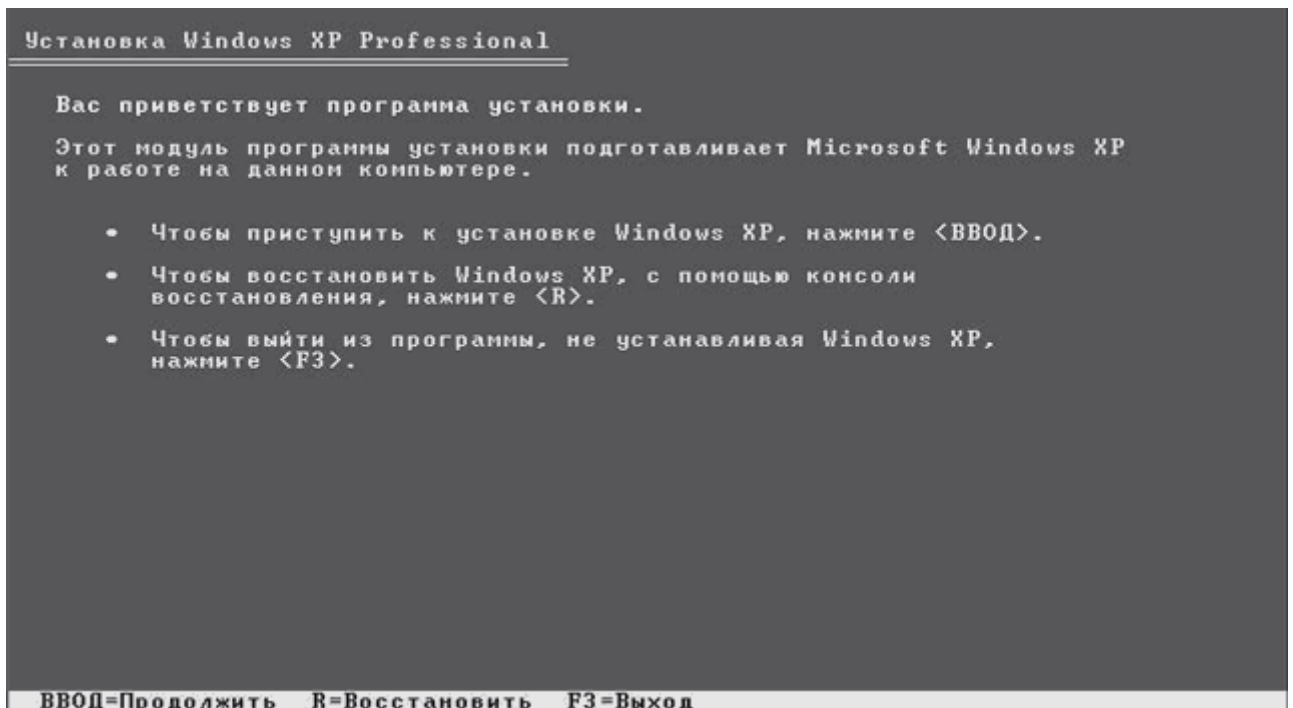 Установка Windows XP Professional
Вас приветствует программа установки.
Этот модуль программы установки подготавливает Microsoft Windows XP
к работе на данном компьютере.
• Чтобы приступить к установке Windows XP, нажмите <ВВОД>.
• Чтобы восстановить Windows XP, с помощью консоли
восстановления, нажмите <R>.
• Чтобы выйти из программы, не устанавливая Windows XP,
нажмите <F3>.
ВВОД=Продолжить R=Восстановить F3=Выход